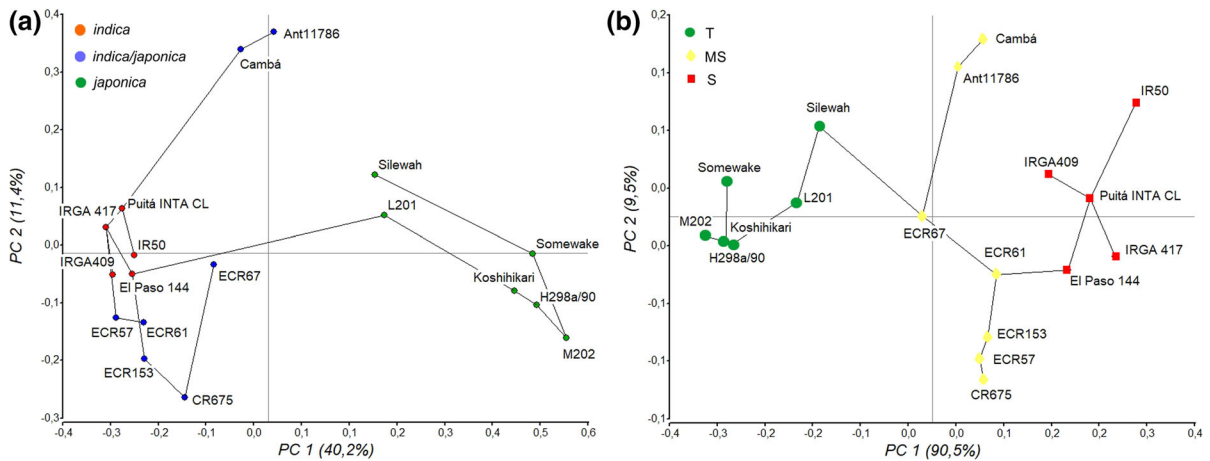 (a)
indica
indica/japonica
japonica
Ant11786
Cambá
Silewah
L201
Puitá INTA CL
IRGA 417
IR50
IRGA409
El Paso 144
ECR67
ECR57
ECR61
ECR153
CR675
Somewake
Koshihikari
H298a/90
M202
PC 2 (11,4%)
0,4
0,3
0,2
0,1
0,0
-0,1
-0,2
-0,3
-0,4
-0,3
-0,2
-0,1
0,0
0,1
0,2
0,3
0,4
0,5
0,6
PC 1 (40,2%)
(b)
T
MS
S
Cambá
Ant11786
IR50
Silewah
Somewake
IRGA409
Puitá INTA CL
L201
M202
Koshihikari
H298a/90
ECR67
ECR61
IRGA 417
El Paso 144
ECR153
ECR57
CR675
PC 2 (9,5%)
0,2
0,1
0,1
0,0
0,0
-0,1
-0,1
-0,1
-0,4
-0,3
-0,2
-0,1
0,0
0,1
0,2
0,3
0,4
PC 1 (90,5%)